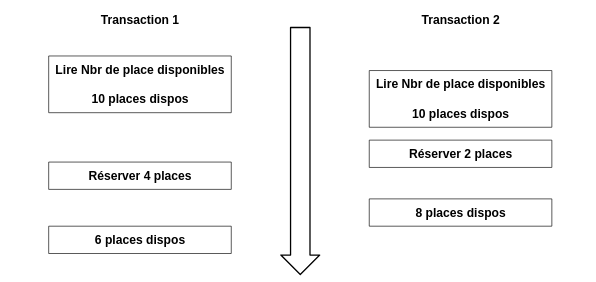 Transaction 1
Transaction 2
Lire Nbr de place disponibles
10 places dispos
Lire Nbr de place disponibles
10 places dispos
Réserver 2 places
Réserver 4 places
8 places dispos
6 places dispos